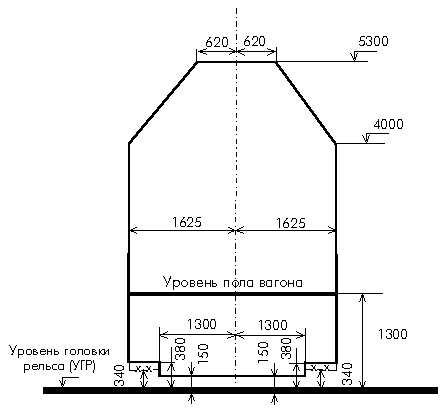 620 620
5300
4000
1625 1625
Уровень пола вагона
1300 1300
1300
Уровень головки
рельса (УГР)
340
380
150
150
380
340
x x
x x